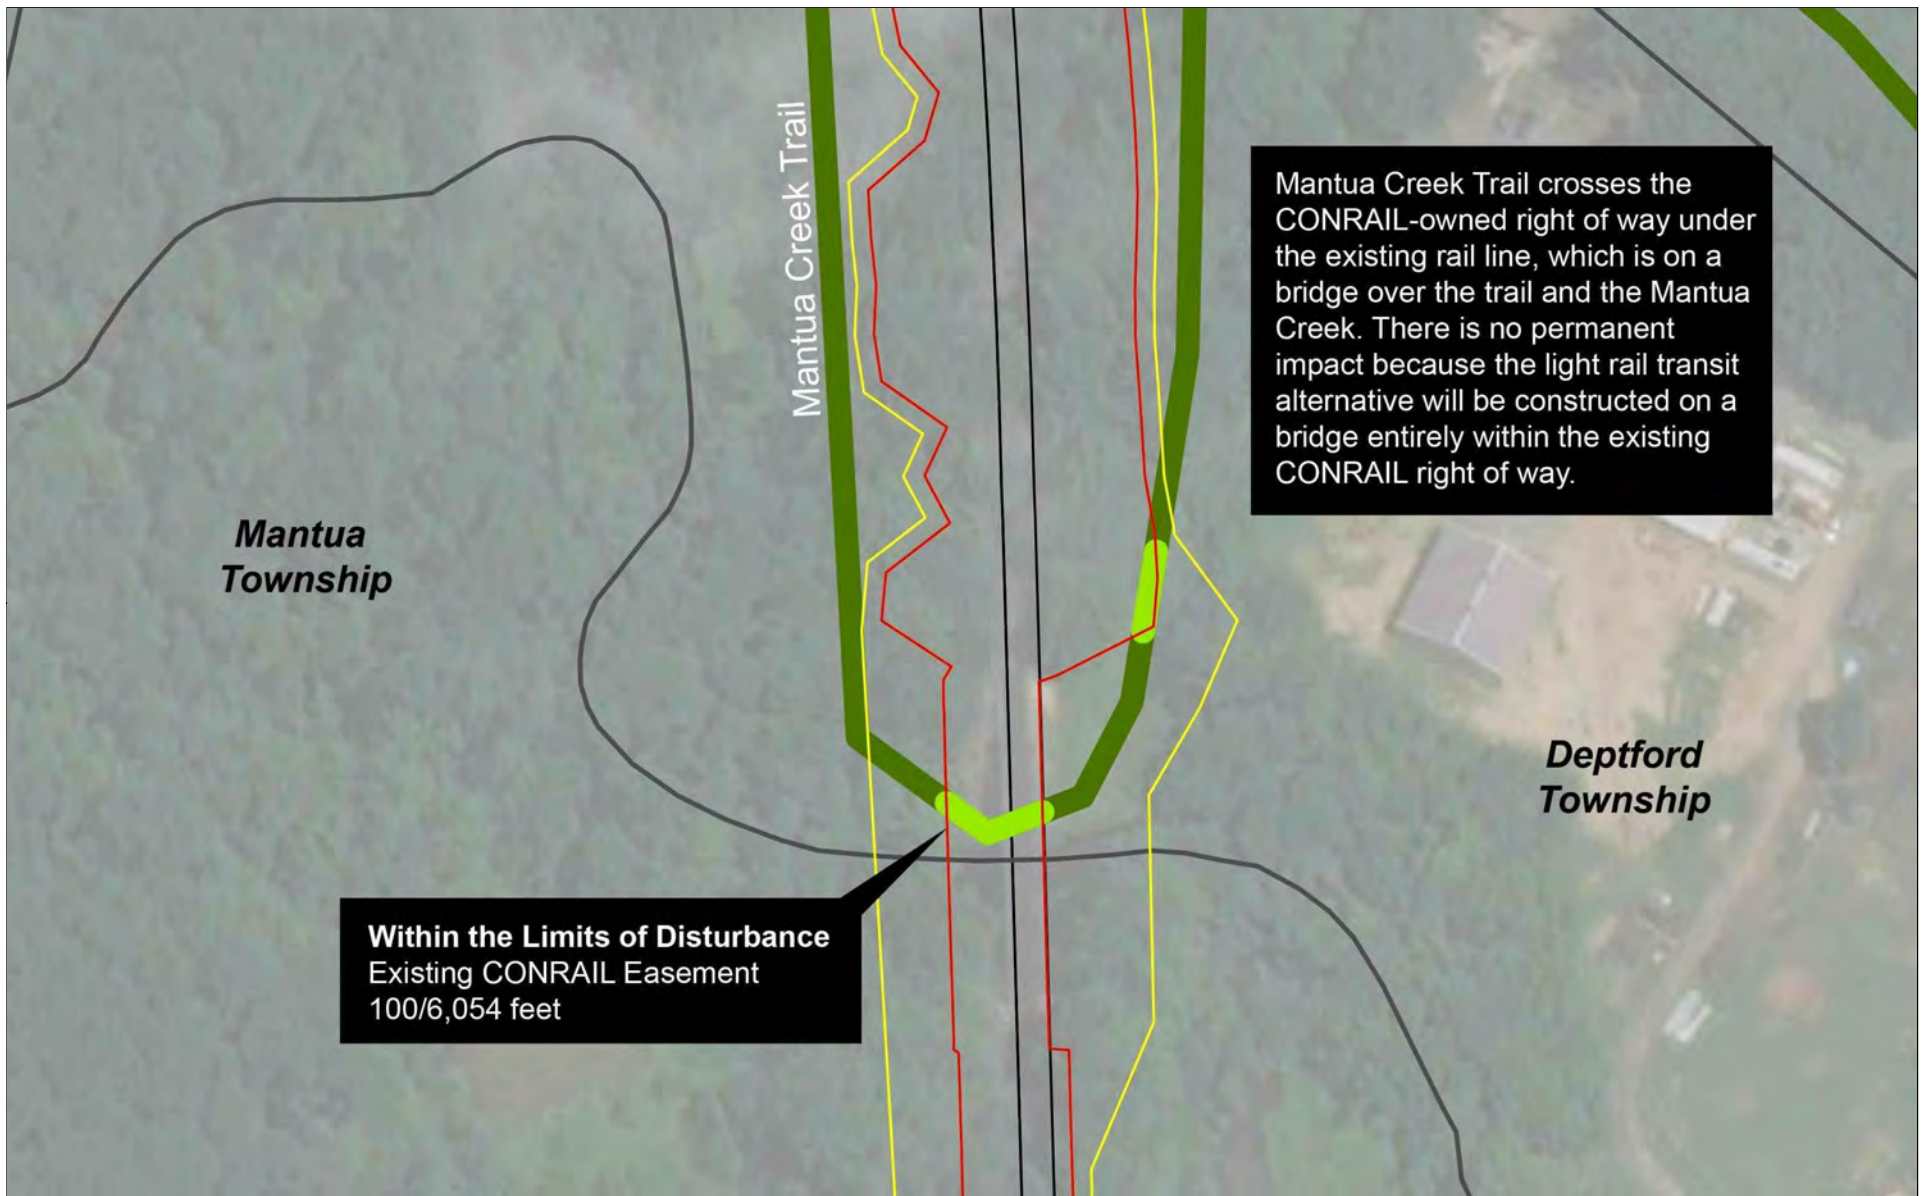 Mantua Creek Trail
Mantua Creek Trail crosses the
CONRAIL-owned right of way under
the existing rail line, which is on a
bridge over the trail and the Mantua
Creek. There is no permanent
impact because the light rail transit
alternative will be constructed on a
bridge entirely within the existing
CONRAIL right of way.
Mantua
Township
Deptford
Township
Within the Limits of Disturbance
Existing CONRAIL Easement
100/6,054 feet